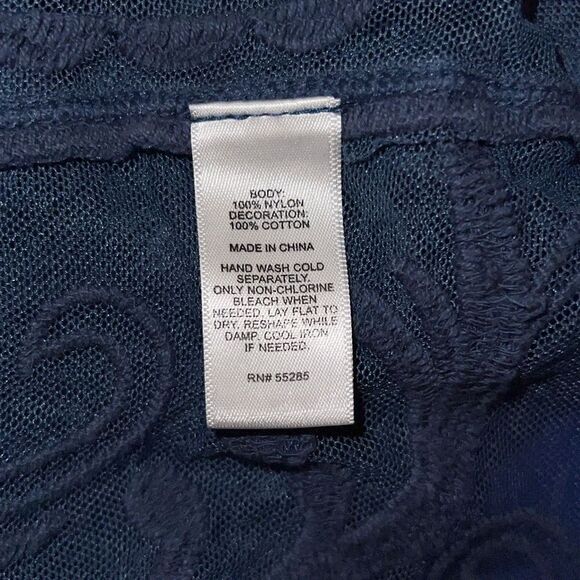 BODY:
100% NYLON
DECORATION:
100% COTTON
MADE IN CHINA
HAND WASH COLD
SEPARATELY.
ONLY NON-CHLORINE
BLEACH WHEN
NEEDED, LAY FLAT TO
DRY. RESHAPE WHILE
DAMP. COOL IRON
IF NEEDED.
RN# 55285